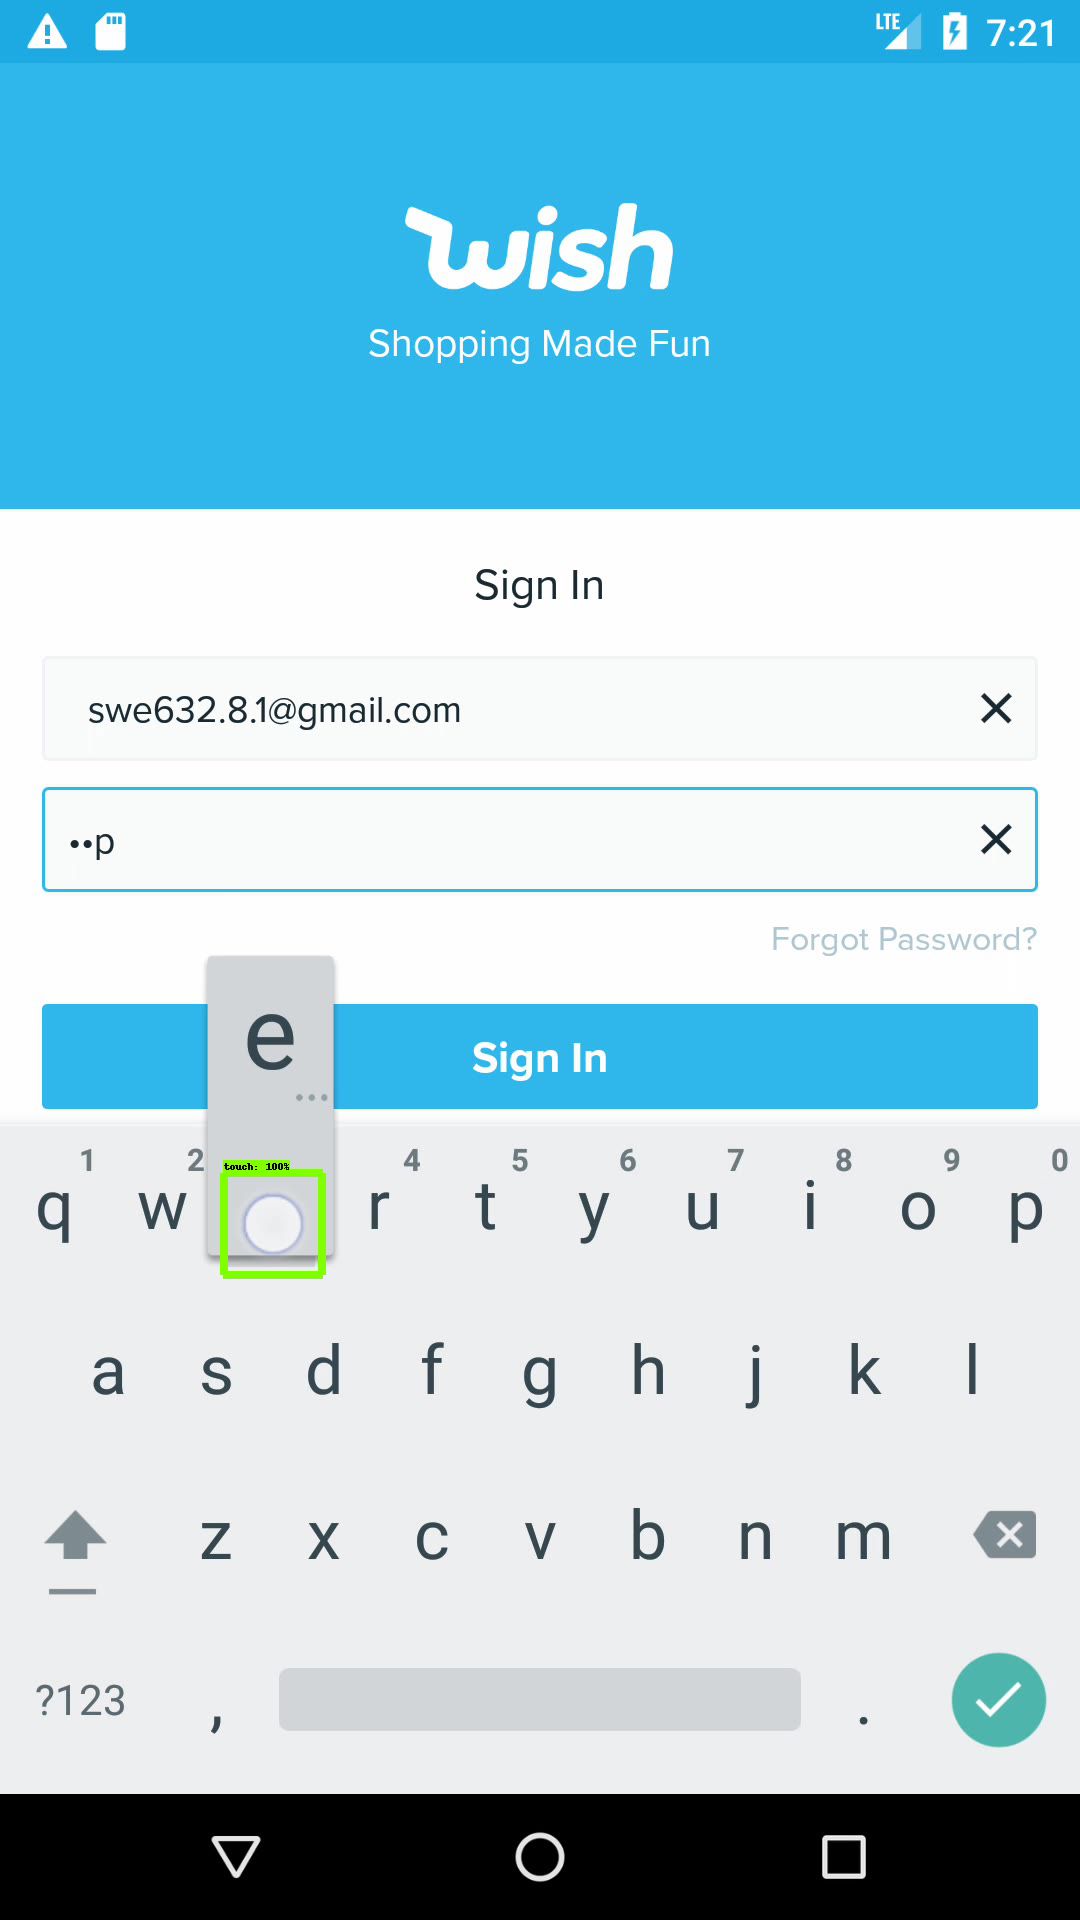 LTE 7:21
wish
Shopping Made Fun
Sign In
swe632.8.1@gmail.com
••p
Forgot Password?
Sign In
e
...
touch: 100%
1 2 4 5 6 7 8 9 0
q w r t y u i o p
a s d f g h j k l
z x c v b n m
?123 , .